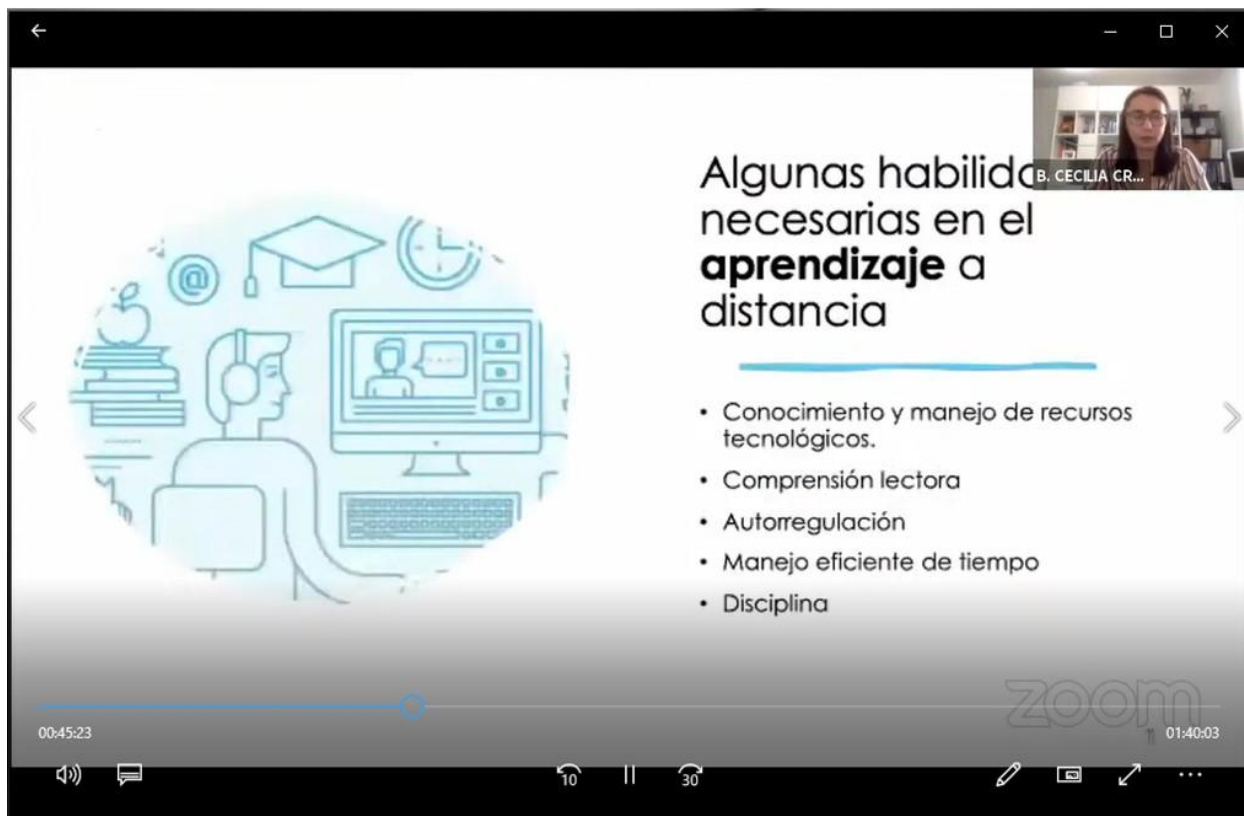 B. CECILIA CR...
Algunas habilida
necesarias en el
aprendizaje a
distancia
• Conocimiento y manejo de recursos
tecnológicos.
• Comprensión lectora
• Autorregulación
• Manejo eficiente de tiempo
• Disciplina
@
zoom
00:45:23
01:40:03
10
30